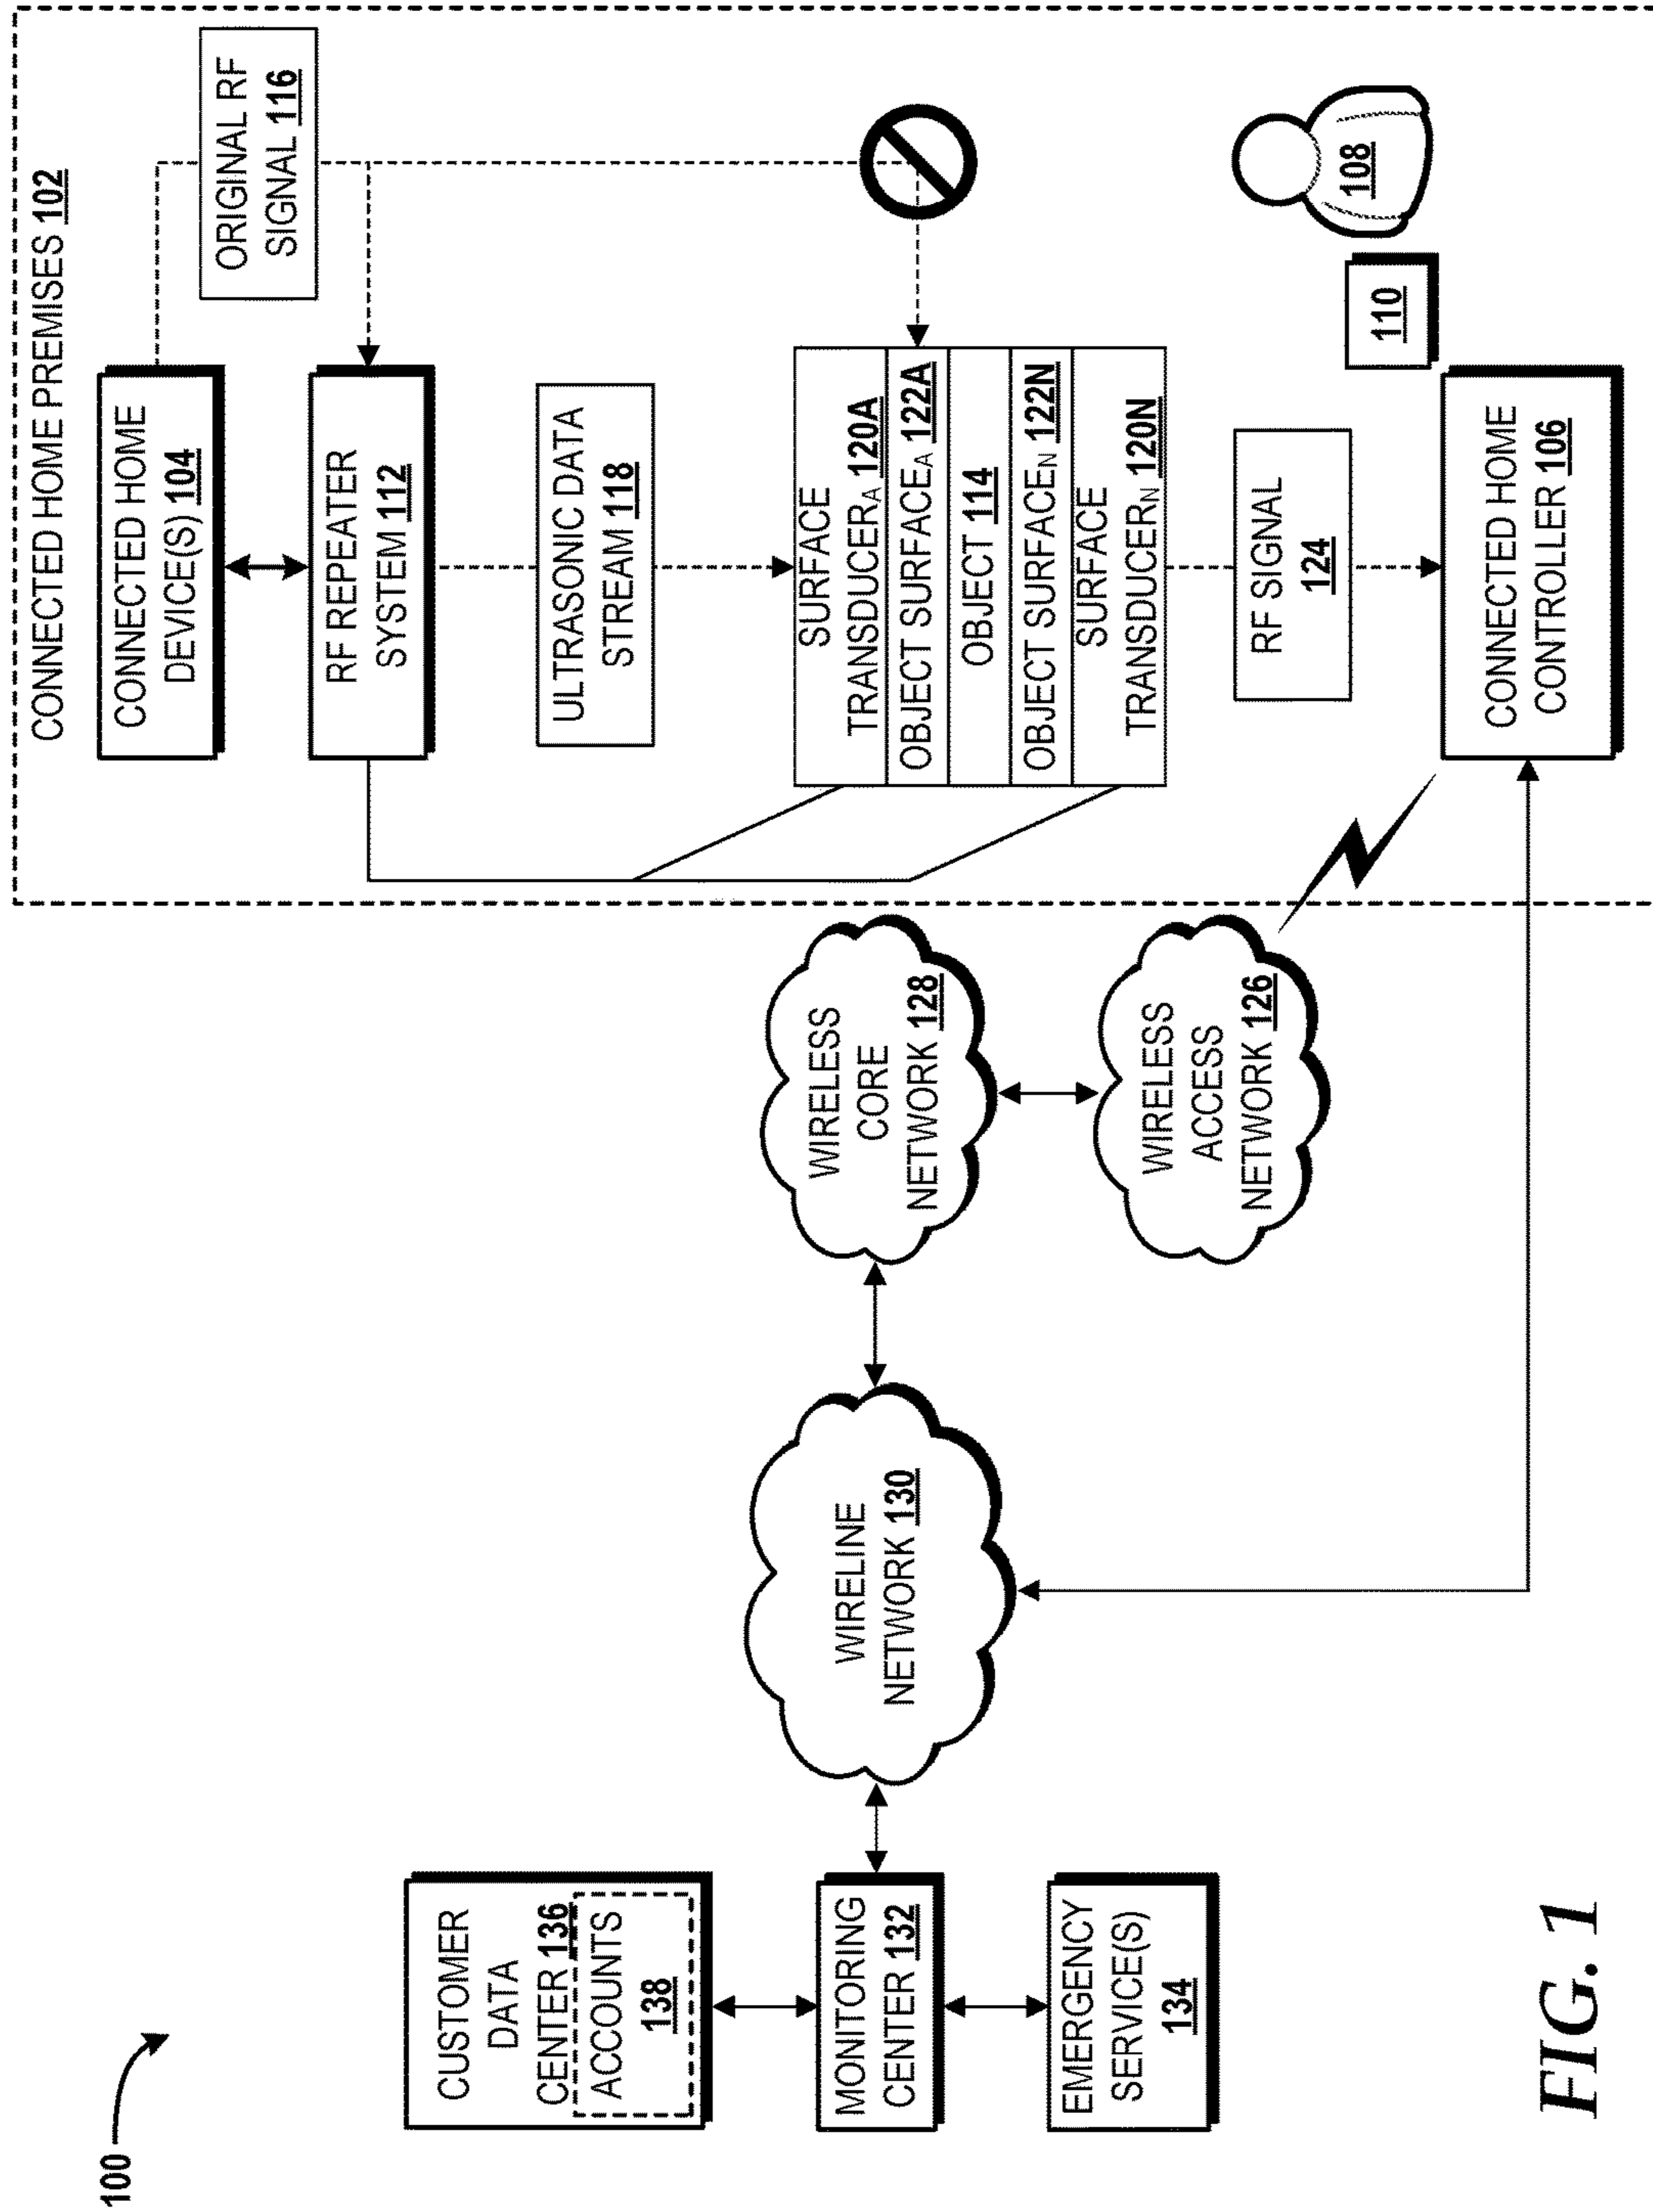 100
CUSTOMER
DATA
CENTER 136
ACCOUNTS
138
MONITORING
CENTER 132
EMERGENCY
SERVICE(S)
134
WIRELINE
NETWORK 130
WIRELESS
CORE
NETWORK 128
WIRELESS
ACCESS
NETWORK 126
CONNECTED HOME PREMISES 102
CONNECTED HOME
DEVICE(S) 104
ORIGINAL RF
SIGNAL 116
RF REPEATER
SYSTEM 112
ULTRASONIC DATA
STREAM 118
SURFACE
TRANSDUCERA 120A
OBJECT SURFACEA 122A
OBJECT 114
OBJECT SURFACEN 122N
SURFACE
TRANSDUCERN 120N
RF SIGNAL
124
108
110
CONNECTED HOME
CONTROLLER 106
FIG. 1